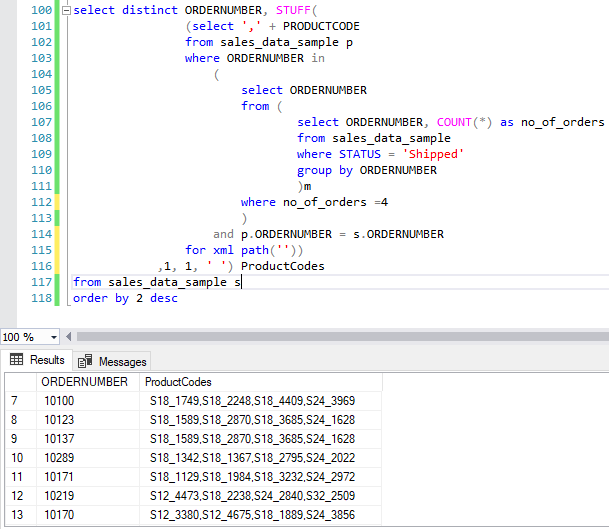 100 select distinct ORDERNUMBER, STUFF(
101 (select ',' + PRODUCTCODE
102 from sales_data_sample p
103 where ORDERNUMBER in
104 (
105 select ORDERNUMBER
106 from (
107 select ORDERNUMBER, COUNT(*) as no_of_orders
108 from sales_data_sample
109 where STATUS = 'Shipped'
110 group by ORDERNUMBER
111 )m
112 where no_of_orders =4
113 )
114 and p.ORDERNUMBER = s.ORDERNUMBER
115 for xml path(''))
116 ,1, 1, ' ') ProductCodes
117 from sales_data_sample s
118 order by 2 desc
100 %
Results Messages
ORDERNUMBER ProductCodes
7 10100 S18_1749,S18_2248,S18_4409,S24_3969
8 10123 S18_1589,S18_2870,S18_3685,S24_1628
9 10137 S18_1589,S18_2870,S18_3685,S24_1628
10 10289 S18_1342,S18_1367,S18_2795,S24_2022
11 10171 S18_1129,S18_1984,S18_3232,S24_2972
12 10219 S12_4473,S18_2238,S24_2840,S32_2509
13 10170 S12_3380,S12_4675,S18_1889,S24_3856